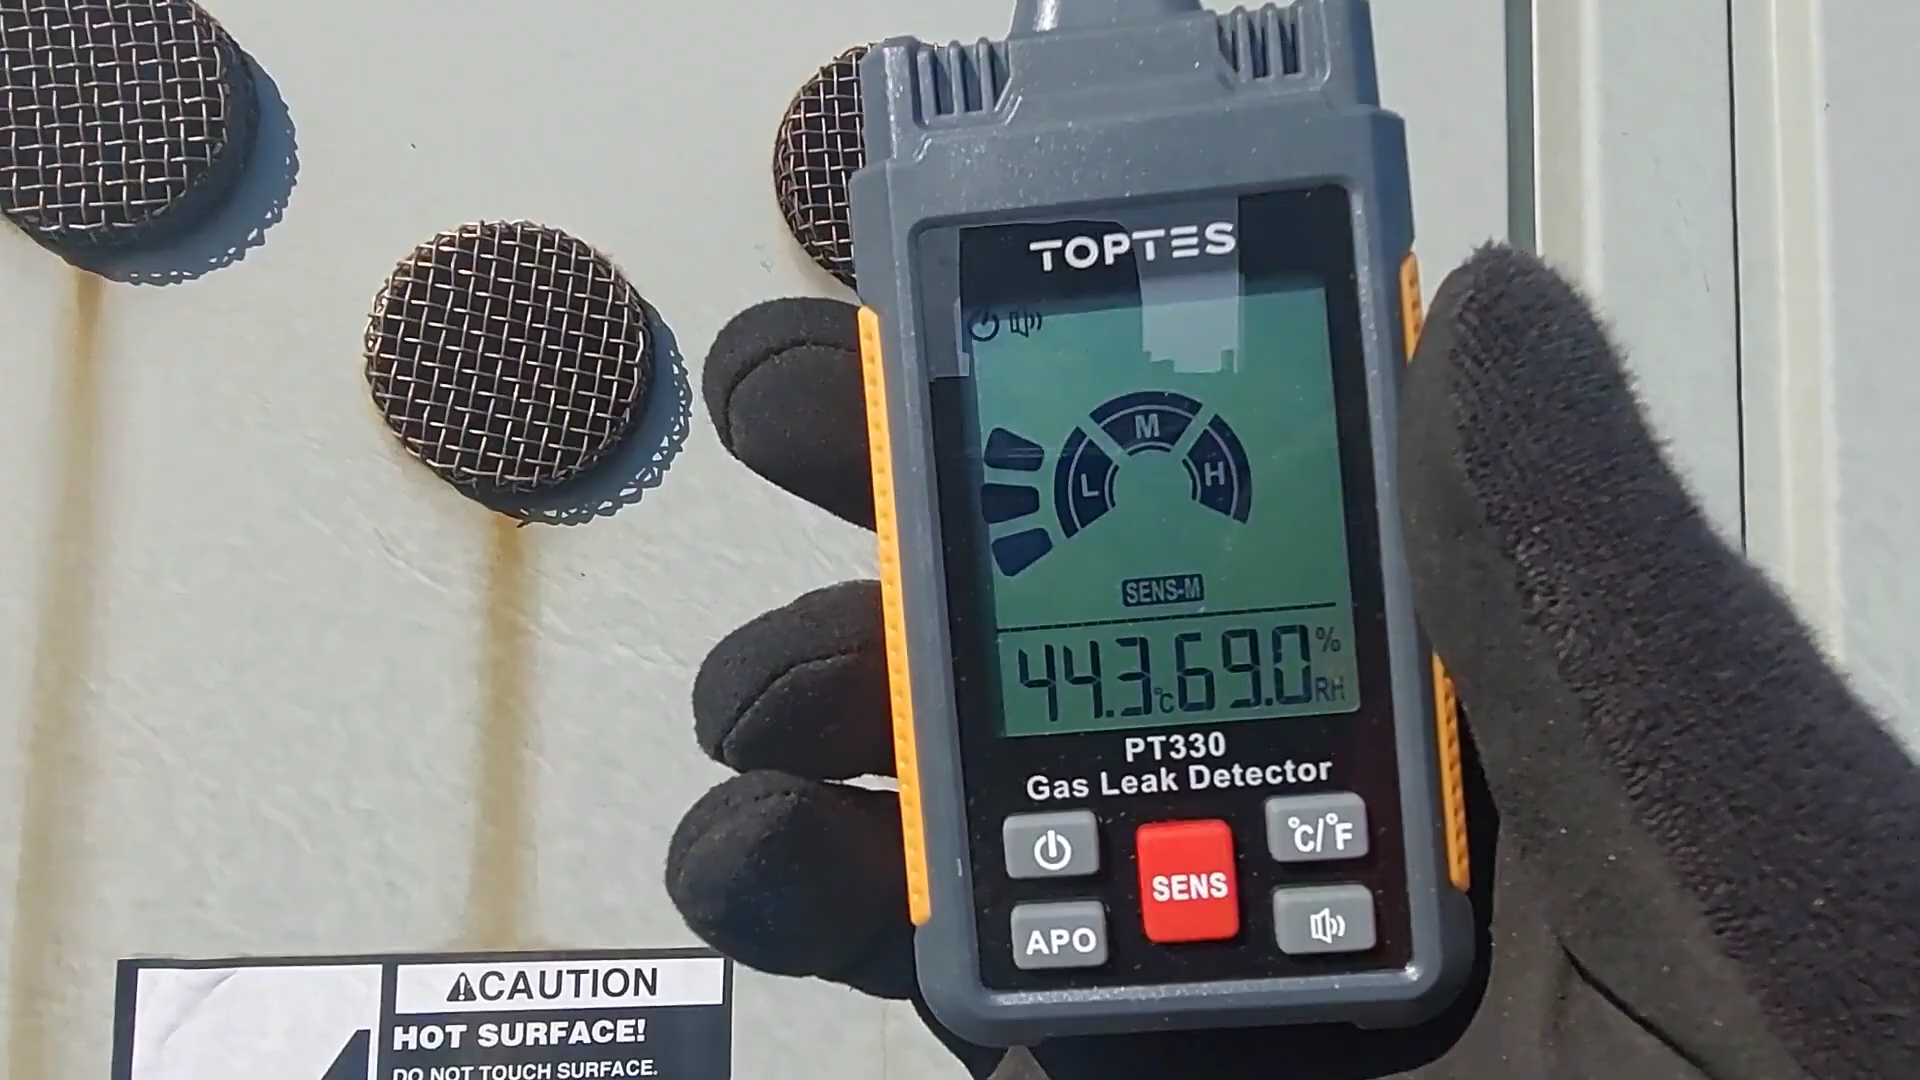 TOPTES
M
L
H
SENS-M
44.3°C 69.0% RH
PT330
Gas Leak Detector
°C/°F
SENS
APO
⚠CAUTION
HOT SURFACE!
DO NOT TOUCH SURFACE.